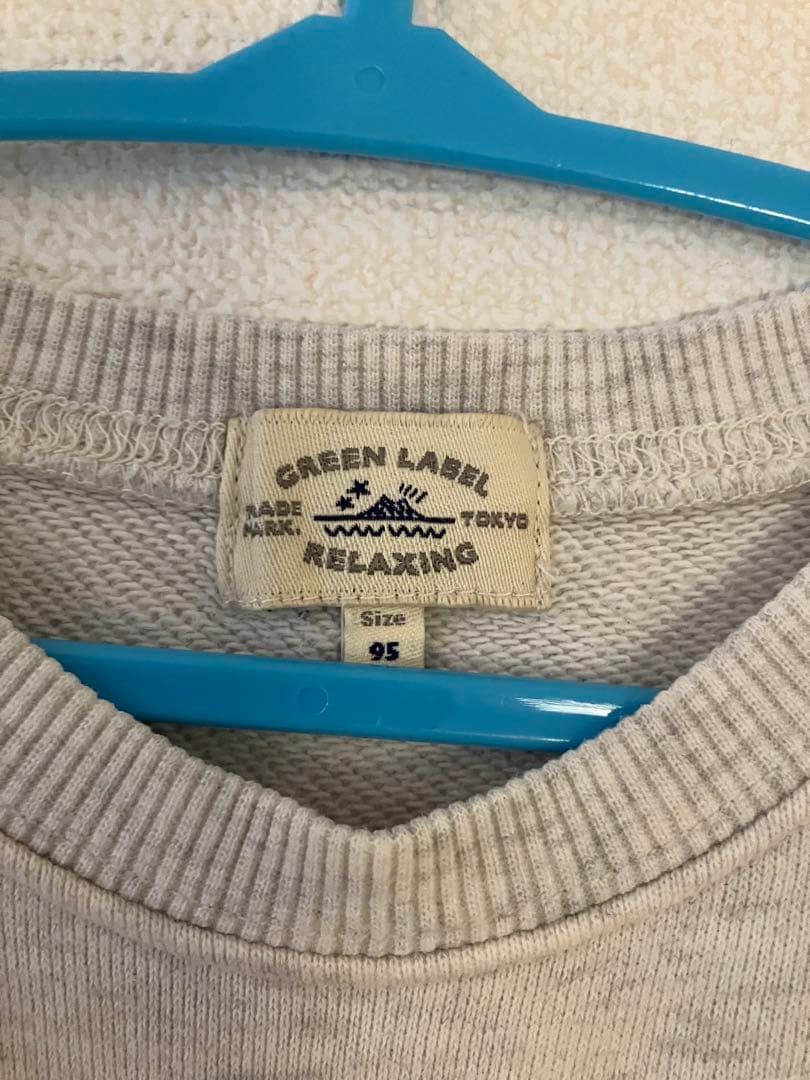 GREEN LABEL
TRADE MARK.
TOKYO
RELAXING
Size
95